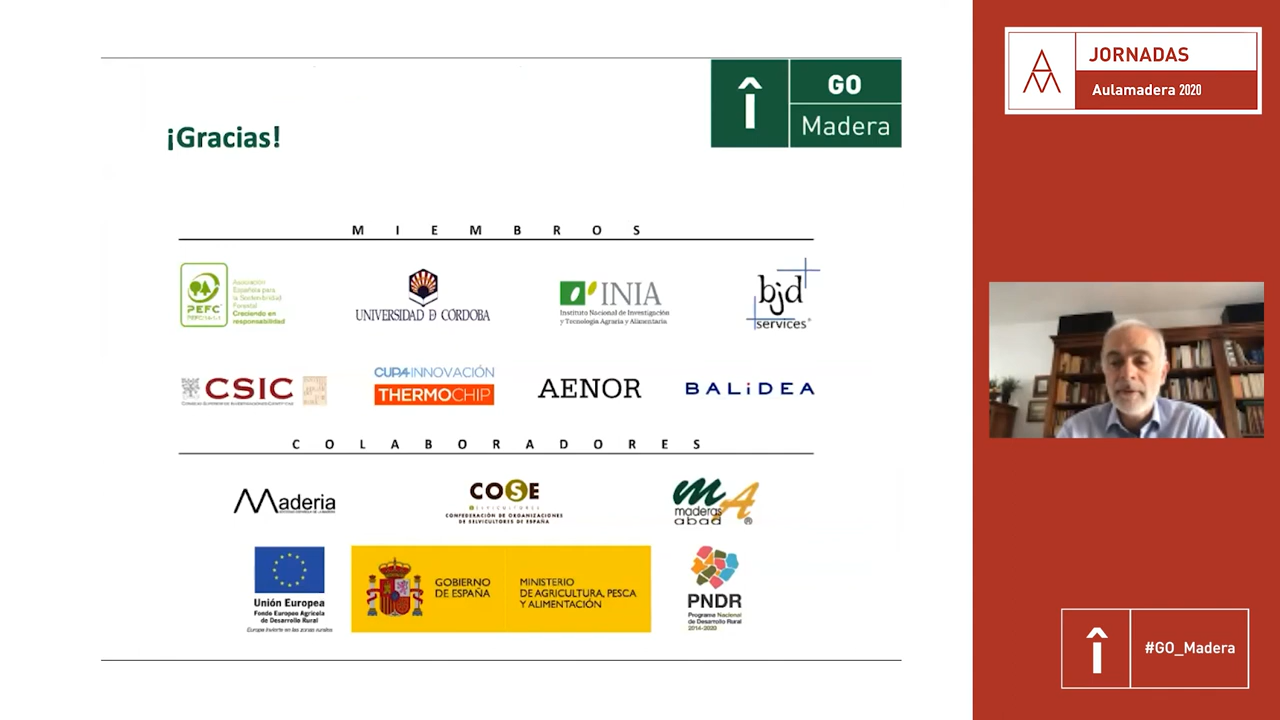 GO
Madera
¡Gracias!
MIEMBROS
PEFC
Asociación
Española para
la Sostenibilidad
Forestal
Creciendo en
responsabilidad
UNIVERSIDAD D CÓRDOBA
INIA
Instituto Nacional de Investigación
y Tecnología Agraria y Alimentaria
bjd
services
CSIC
CUPA INNOVACIÓN
THERMOCHIP
AENOR
BALiDEA
COLABORADORES
Maderia
COSE
CONFEDERACIÓN DE ORGANIZACIONES
DE SELVICULTORES DE ESPAÑA
mA
maderas
abad
Unión Europea
Fondo Europeo Agrícola
de Desarrollo Rural
Europa invierte en las zonas rurales
GOBIERNO
DE ESPAÑA
MINISTERIO
DE AGRICULTURA, PESCA
Y ALIMENTACIÓN
PNDR
Programa Nacional
de Desarrollo Rural
2014-2020
JORNADAS
Aulamadera 2020
#GO_Madera